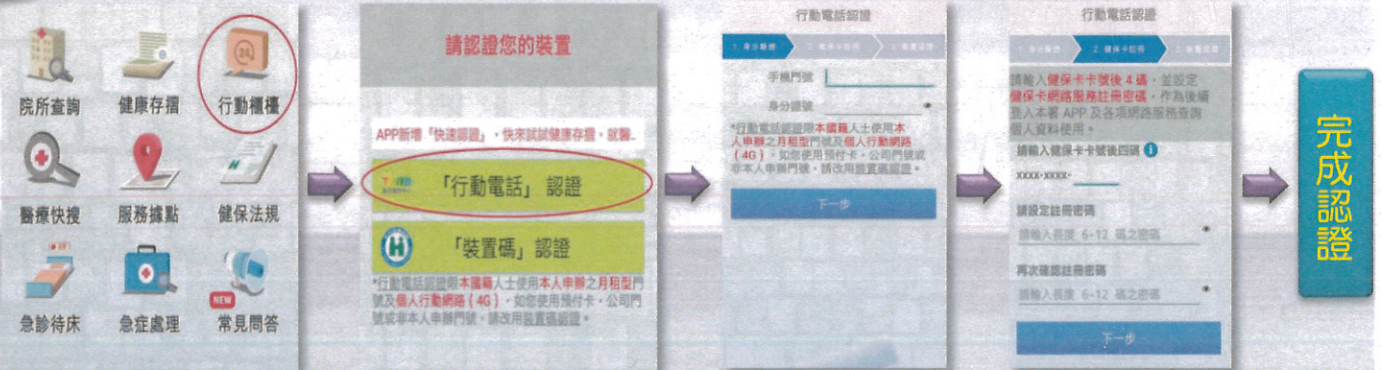 24
院所查詢
健康存摺
行動櫃檯
醫療快搜
服務據點
健保法規
NEW
急診待床
急症處理
常見問答
請認證您的裝置
APP新增「快速認證」，快來試試健康存摺，就醫..
「行動電話」 認證
「裝置碼」 認證
*行動電話認證限本國籍人士使用本人申辦之月租型門
號及個人行動網路（4G），如您使用預付卡，公司門
號或非本人申辦門號，請改用裝置碼認證。
行動電話認證
1. 身分驗證
手機門號
身分證號
*行動電話認證限本國籍人士使用本
人申辦之月租型門號及個人行動網路
（4G），如您使用預付卡，公司門號或
非本人申辦門號，請改用裝置碼認證。
下一步
行動電話認證
1. 身分驗證
2. 健保卡註冊
請輸入健保卡卡號後 4 碼，並設定
健保卡網路服務註冊密碼，作為後續
登入本署 APP 及各項網路服務查詢
個人資料使用。
請輸入健保卡卡號後四碼
xxxx-xxxx-
請設定註冊密碼
請輸入長度 6-12 碼之密碼
再次確認註冊密碼
請輸入長度 6-12 碼之密碼
下一步
完成認證